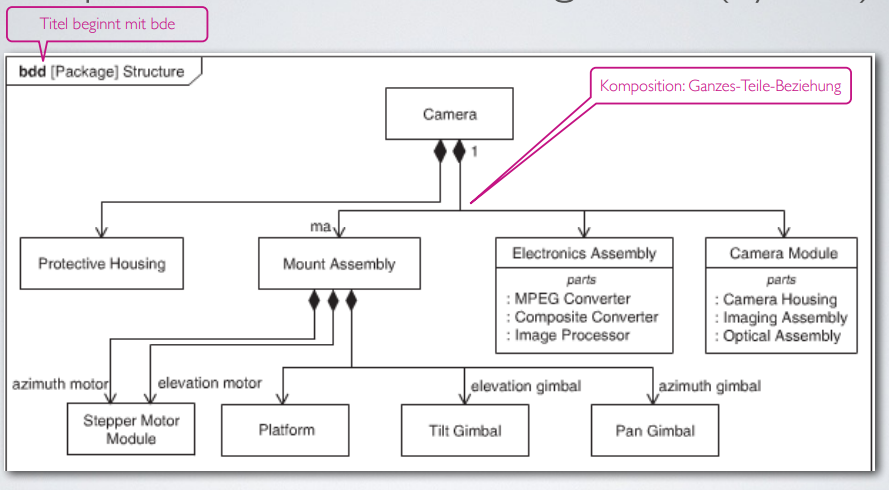 Titel beginnt mit bde
bdd [Package] Structure
Komposition: Ganzes-Teile-Beziehung
Camera
1
ma
Protective Housing
Mount Assembly
Electronics Assembly
parts
: MPEG Converter
: Composite Converter
: Image Processor
Camera Module
parts
: Camera Housing
: Imaging Assembly
: Optical Assembly
azimuth motor
elevation motor
elevation gimbal
azimuth gimbal
Stepper Motor
Module
Platform
Tilt Gimbal
Pan Gimbal